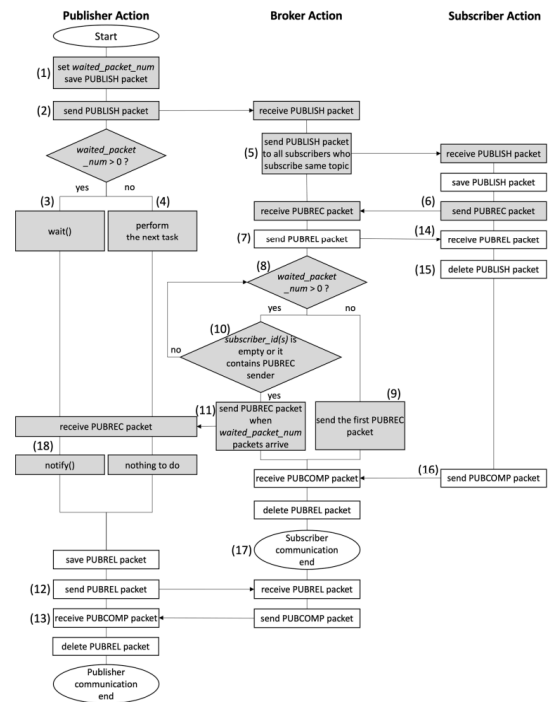 Publisher Action
Broker Action
Subscriber Action
Start
(1)
set waited_packet_num
save PUBLISH packet
(2)
send PUBLISH packet
receive PUBLISH packet
waited_packet
_num > 0 ?
(5)
send PUBLISH packet
to all subscribers who
subscribe same topic
receive PUBLISH packet
save PUBLISH packet
yes
no
(3)
(4)
wait()
perform
the next task
receive PUBREC packet
(6)
send PUBREC packet
(7)
send PUBREL packet
(14)
receive PUBREL packet
(8)
waited_packet
_num > 0 ?
(15)
delete PUBLISH packet
yes
no
(10)
subscriber_id(s) is
empty or it
contains PUBREC
sender
no
yes
(9)
(11)
send PUBREC packet
when
waited_packet_num
packets arrive
send the first PUBREC
packet
receive PUBREC packet
(18)
notify()
nothing to do
receive PUBCOMP packet
(16)
send PUBCOMP packet
delete PUBREL packet
(17)
Subscriber
communication
end
save PUBREL packet
(12)
send PUBREL packet
receive PUBREL packet
(13)
receive PUBCOMP packet
send PUBCOMP packet
delete PUBREL packet
Publisher
communication
end